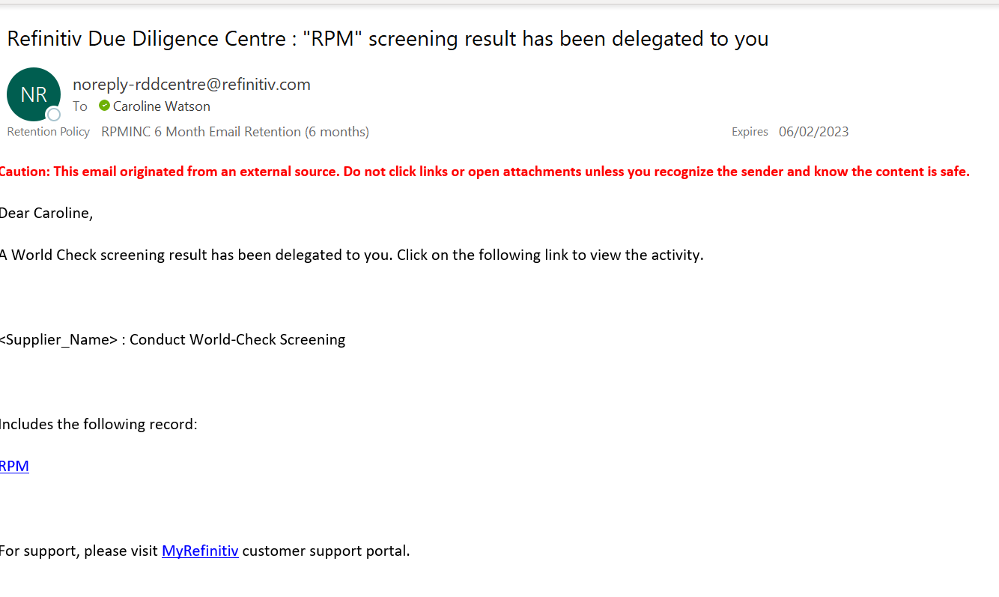 Refinitiv Due Diligence Centre : "RPM" screening result has been delegated to you
NR
noreply-rddcentre@refinitiv.com
To Caroline Watson
Retention Policy RPMINC 6 Month Email Retention (6 months) Expires 06/02/2023
Caution: This email originated from an external source. Do not click links or open attachments unless you recognize the sender and know the content is safe.
Dear Caroline,
A World Check screening result has been delegated to you. Click on the following link to view the activity.
<Supplier_Name> : Conduct World-Check Screening
Includes the following record:
RPM
For support, please visit MyRefinitiv customer support portal.